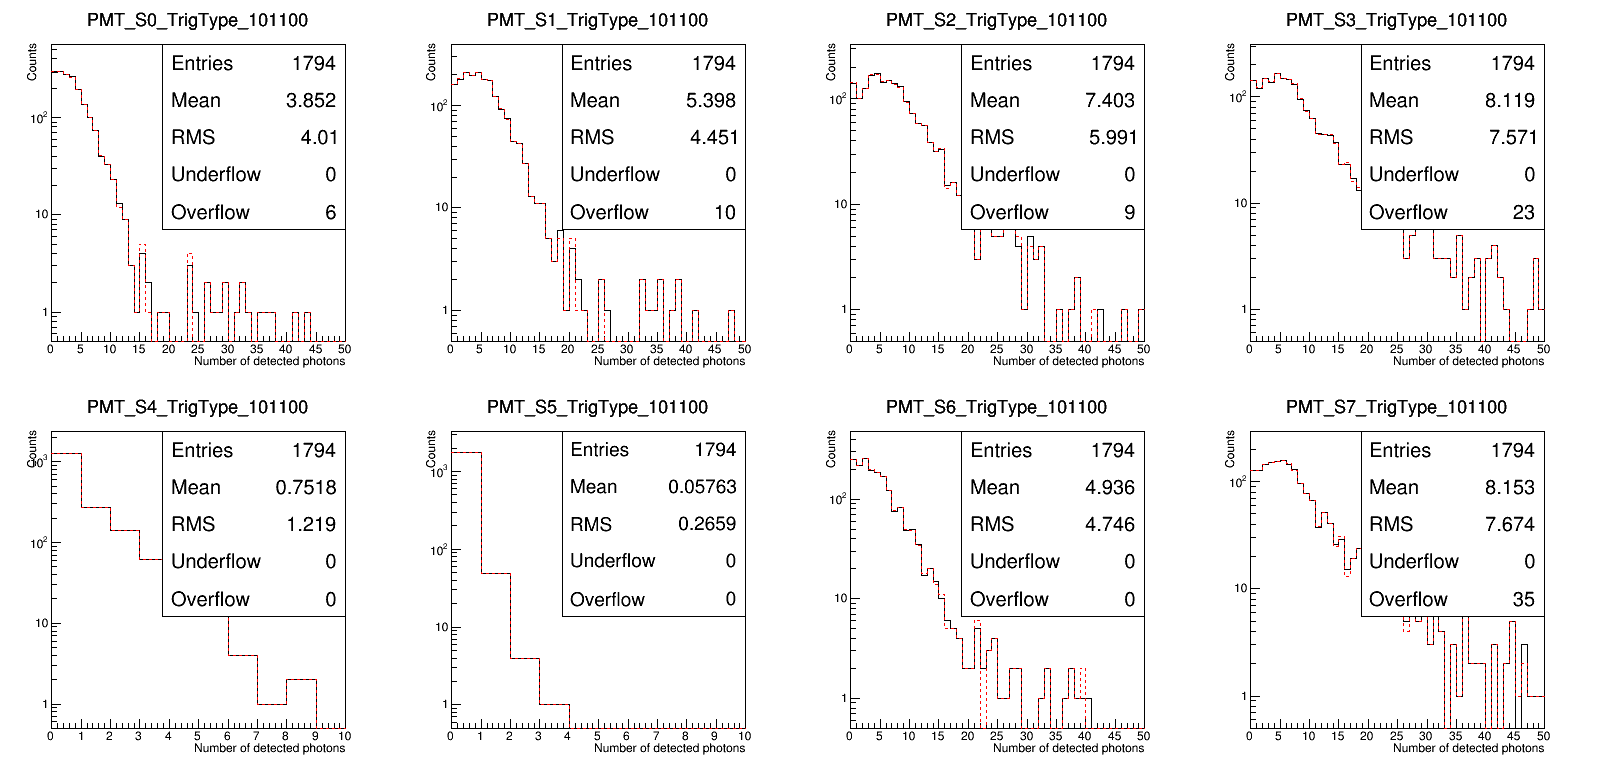 PMT_S0_TrigType_101100
Counts
Entries 1794
Mean 3.852
RMS 4.01
Underflow 0
Overflow 6
10²
10
1
0 5 10 15 20 25 30 35 40 45 50
Number of detected photons
PMT_S1_TrigType_101100
Counts
Entries 1794
Mean 5.398
RMS 4.451
Underflow 0
Overflow 10
10²
10
1
0 5 10 15 20 25 30 35 40 45 50
Number of detected photons
PMT_S2_TrigType_101100
Counts
Entries 1794
Mean 7.403
RMS 5.991
Underflow 0
Overflow 9
10²
10
1
0 5 10 15 20 25 30 35 40 45 50
Number of detected photons
PMT_S3_TrigType_101100
Counts
Entries 1794
Mean 8.119
RMS 7.571
Underflow 0
Overflow 23
10²
10
1
0 5 10 15 20 25 30 35 40 45 50
Number of detected photons
PMT_S4_TrigType_101100
Counts
Entries 1794
Mean 0.7518
RMS 1.219
Underflow 0
Overflow 0
10³
10²
10
1
0 1 2 3 4 5 6 7 8 9 10
Number of detected photons
PMT_S5_TrigType_101100
Counts
Entries 1794
Mean 0.05763
RMS 0.2659
Underflow 0
Overflow 0
10³
10²
10
1
0 1 2 3 4 5 6 7 8 9 10
Number of detected photons
PMT_S6_TrigType_101100
Counts
Entries 1794
Mean 4.936
RMS 4.746
Underflow 0
Overflow 0
10²
10
1
0 5 10 15 20 25 30 35 40 45 50
Number of detected photons
PMT_S7_TrigType_101100
Counts
Entries 1794
Mean 8.153
RMS 7.674
Underflow 0
Overflow 35
10²
10
1
0 5 10 15 20 25 30 35 40 45 50
Number of detected photons